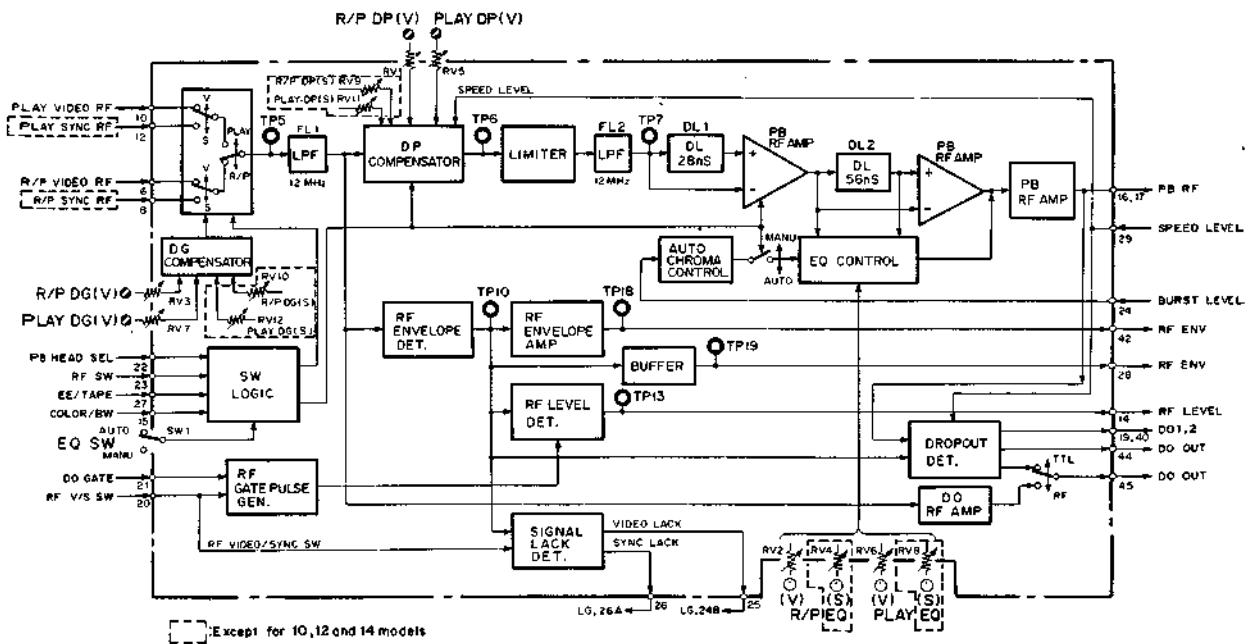 R/P DP(V) PLAY DP(V)
RV
RV5
R/P DP(S) RV9
PLAY DP(S) RV11
SPEED LEVEL
PLAY VIDEO RF
10
PLAY SYNC RF
12
V
S
PLAY
R/P
V
S
R/P VIDEO RF
6
R/P SYNC RF
8
TP5
FL1
LPF
12MHz
DP COMPENSATOR
TP6
LIMITER
FL2
LPF
12MHz
TP7
DL1
DL
28nS
PB
RF AMP
+
−
DL2
DL
56nS
PB
RF AMP
+
−
PB
RF AMP
PB RF
16,17
SPEED LEVEL
29
DG
COMPENSATOR
RV10
R/P DG(S)
RV12
PLAY DG(S)
R/P DG(V)
RV3
PLAY DG(V)
RV7
AUTO
CHROMA
CONTROL
MANU
AUTO
EQ CONTROL
BURST LEVEL
24
PB HEAD SEL
22
RF SW
23
EE/TAPE
27
COLOR/BW
15
SW
LOGIC
AUTO
EQ SW
MANU
SW1
RF
ENVELOPE
DET.
TP10
RF
ENVELOPE
AMP
TP18
RF ENV
42
BUFFER
TP19
RF ENV
28
RF LEVEL
DET.
TP13
RF LEVEL
14
DROPOUT
DET.
DO1,2
19,40
DO OUT
44
TTL
RF
DO OUT
45
DO
RF AMP
DO GATE
21
RF V/S SW
20
RF
GATE PULSE
GEN.
RF VIDEO/SYNC SW
SIGNAL
LACK
DET.
VIDEO LACK
SYNC LACK
LG,26A
26
LG,24B
25
RV2
RV4
RV6
RV8
(V)
(S)
(V)
(S)
R/P
EQ
PLAY
EQ
:Except for 10,12 and 14 models